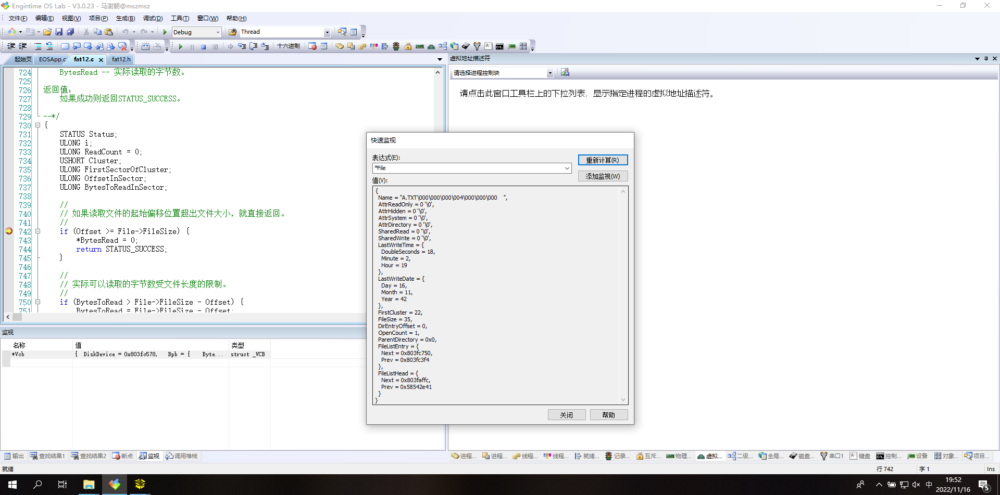 Engintime OS Lab - V3.0.23 - 马澍朝@mszmsz
文件(F) 编辑(E) 视图(V) 项目(P) 生成(B) 调试(D) 工具(T) 窗口(W) 帮助(H)
Debug Thread
十六进制
起始页 EOSApp.c fat12.c fat12.h
724 BytesRead -- 实际读取的字节数。
725
726 返回值:
727 如果成功则返回STATUS_SUCCESS。
728
729 --*/
730 {
731 STATUS Status;
732 ULONG i;
733 ULONG ReadCount = 0;
734 USHORT Cluster;
735 ULONG FirstSectorOfCluster;
736 ULONG OffsetInSector;
737 ULONG BytesToReadInSector;
738
739 //
740 // 如果读取文件的起始偏移位置超出文件大小，就直接返回。
741 //
742 if (Offset >= File->FileSize) {
743 *BytesRead = 0;
744 return STATUS_SUCCESS;
745 }
746
747 //
748 // 实际可以读取的字节数受文件长度的限制。
749 //
750 if (BytesToRead > File->FileSize - Offset) {
751 BytesToRead = File->FileSize - Offset;
虚拟地址描述符
请选择进程控制块
请点击此窗口工具栏上的下拉列表，显示指定进程的虚拟地址描述符。
快速监视
表达式(E):
*File
重新计算(R)
添加监视(W)
值(V):
{
Name = "A.TXT\000\000\000\004\000\000\000    ",
AttrReadOnly = 0 '\0',
AttrHidden = 0 '\0',
AttrSystem = 0 '\0',
AttrDirectory = 0 '\0',
SharedRead = 0 '\0',
SharedWrite = 0 '\0',
LastWriteTime = {
DoubleSeconds = 18,
Minute = 2,
Hour = 19
},
LastWriteDate = {
Day = 16,
Month = 11,
Year = 42
},
FirstCluster = 22,
FileSize = 35,
DirEntryOffset = 0,
OpenCount = 1,
ParentDirectory = 0x0,
FileListEntry = {
Next = 0x803fc750,
Prev = 0x803fc3f4
},
FileListHead = {
Next = 0x803faffc,
Prev = 0x58542e41
}
}
关闭 帮助
监视
名称 值 类型
*Vcb { DiskDevice = 0x803fc578, Bpb = { Byte... struct _VCB
输出 查找结果1 查找结果2 断点 监视 调用堆栈
进程... 进程... 线程... 线程... 就绪... 记录... 互斥... 物理... 虚拟... 二级... 全局... 磁盘... 串口1 键盘 控制... 设备 对象... 项目...
就绪 行 742 字 1 Ins
中 19:52
2022/11/16 5